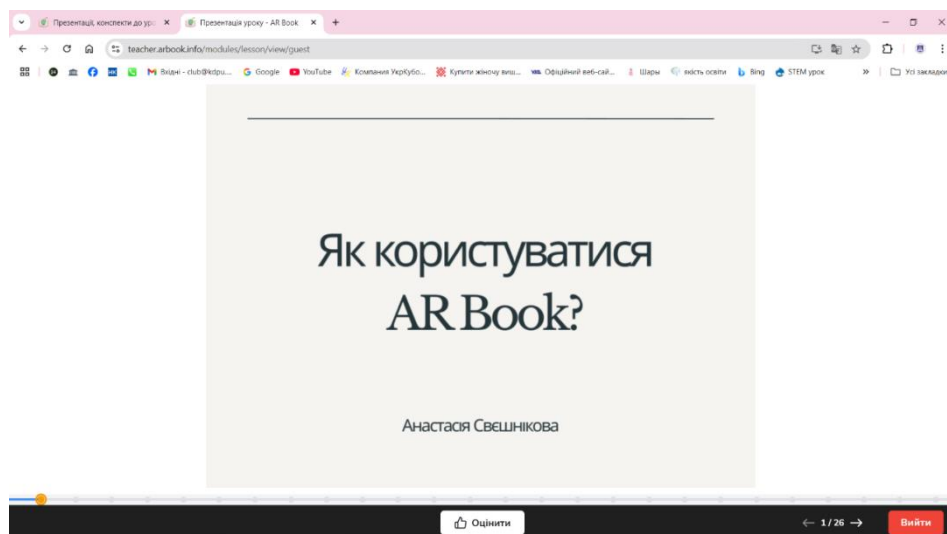 Презентації, конспекти до уро
Презентація уроку - AR Book
teacher.arbook.info/modules/lesson/view/guest
Вхідні - club@kdpu...
Google
YouTube
Компания УкрКубо...
Купити жіночу виш...
Офіційний веб-сай...
Шары
якість освіти
Bing
STEM урок
»
Усі закладки
Як користуватися
AR Book?
Анастасія Свєшнікова
Оцінити
← 1 / 26 →
Вийти